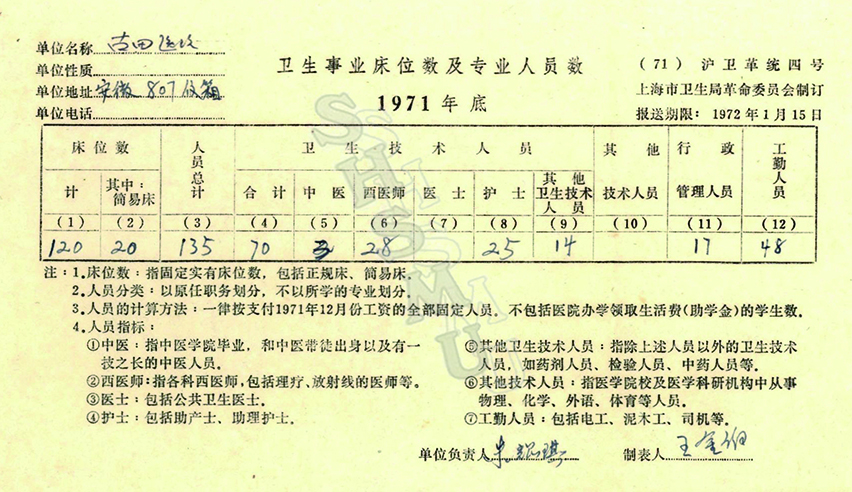 单位名称 古田医院
单位性质
单位地址 安徽807信箱
单位电话
卫生事业床位数及专业人员数
1971年底
(71) 沪卫革统四号
上海市卫生局革命委员会制订
报送期限：1972年1月15日
床位数 人员总计 卫生技术人员 其他技术人员 行政管理人员 工勤人员
计 其中：简易床 合计 中医 西医师 医士 护士 其他卫生技术人员
(1) (2) (3) (4) (5) (6) (7) (8) (9) (10) (11) (12)
120 20 135 70 3 28 25 14 17 48
注：1.床位数：指固定实有床位数，包括正规床、简易床。
2.人员分类：以原任职务划分，不以所学的专业划分。
3.人员的计算方法：一律按支付1971年12月份工资的全部固定人员。不包括医院办学领取生活费(助学金)的学生数。
4.人员指标：
①中医：指中医学院毕业，和中医带徒出身以及有一
技之长的中医人员。
②西医师：指各科西医师，包括理疗、放射线的医师等。
③医士：包括公共卫生医士。
④护士：包括助产士、助理护士。
⑤其他卫生技术人员：指除上述人员以外的卫生技术
人员，如药剂人员、检验人员、中药人员等。
⑥其他技术人员：指医学院校及医学科研机构中从事
物理、化学、外语、体育等人员。
⑦工勤人员：包括电工、泥木工、司机等。
单位负责人 制表人 王
SHCMIU